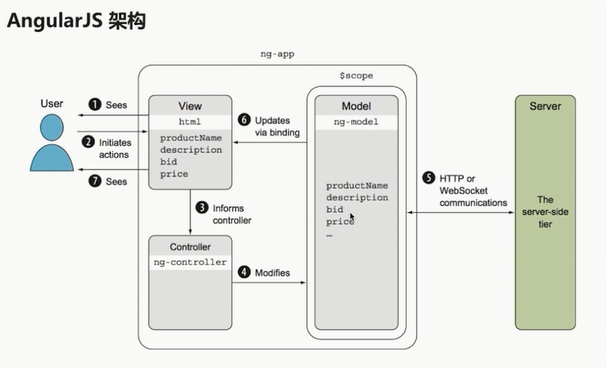 AngularJS 架构
ng-app
$scope
User
1 Sees
2 Initiates
actions
7 Sees
View
html
productName
description
bid
price
3 Informs
controller
Controller
ng-controller
4 Modifies
6 Updates
via binding
Model
ng-model
productName
description
bid
price
…
5 HTTP or
WebSocket
communications
Server
The
server-side
tier